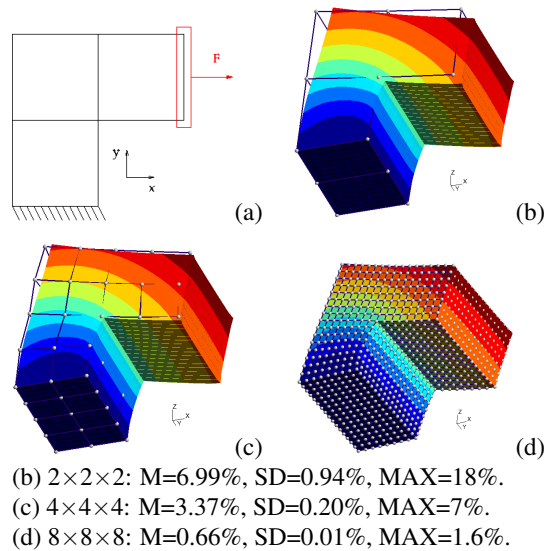 F
y
x
(a)
Z
Y X
(b)
Z
Y X
(c)
Z
Y X
(d)
(b) 2×2×2: M=6.99%, SD=0.94%, MAX=18%.
(c) 4×4×4: M=3.37%, SD=0.20%, MAX=7%.
(d) 8×8×8: M=0.66%, SD=0.01%, MAX=1.6%.